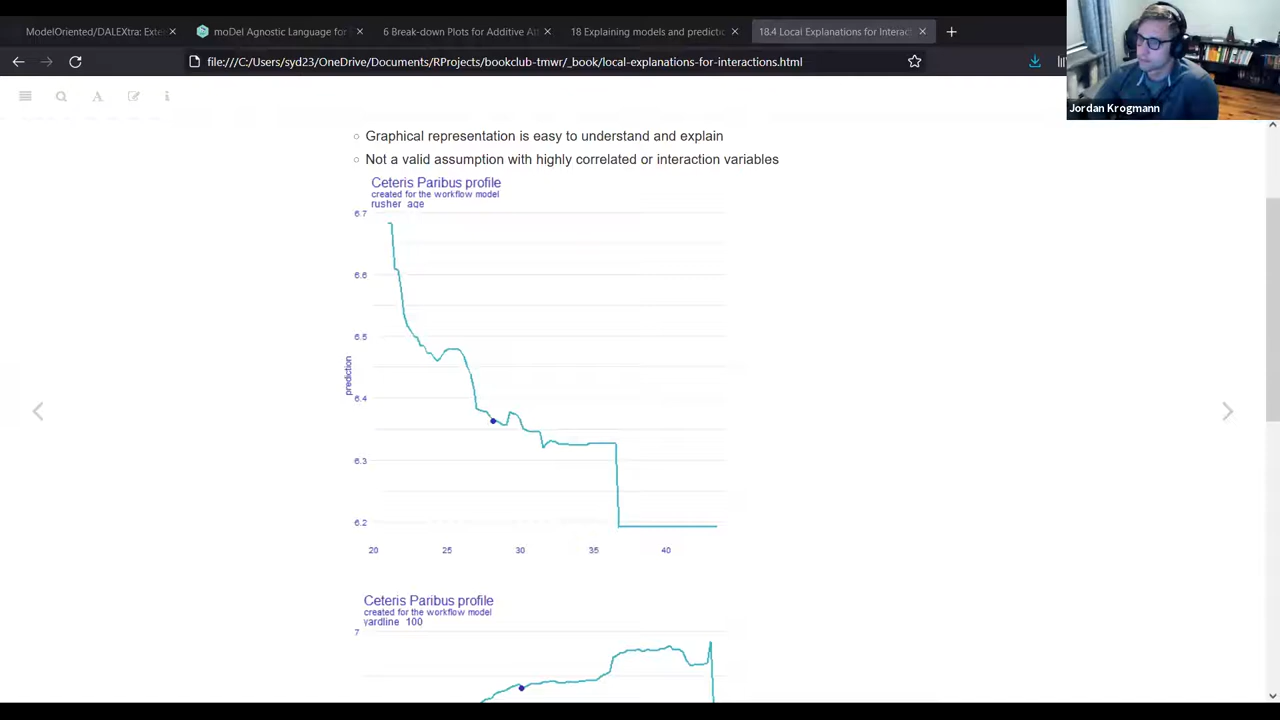 ModelOriented/DALEXtra: Exte
moDel Agnostic Language for
6 Break-down Plots for Additive At
18 Explaining models and predictio
18.4 Local Explanations for Interac
file:///C:/Users/syd23/OneDrive/Documents/RProjects/bookclub-tmwr/_book/local-explanations-for-interactions.html
Jordan Krogmann
Graphical representation is easy to understand and explain
Not a valid assumption with highly correlated or interaction variables
Ceteris Paribus profile
created for the workflow model
rusher_age
6.7
6.6
6.5
6.4
6.3
6.2
prediction
20 25 30 35 40
Ceteris Paribus profile
created for the workflow model
yardline_100
7